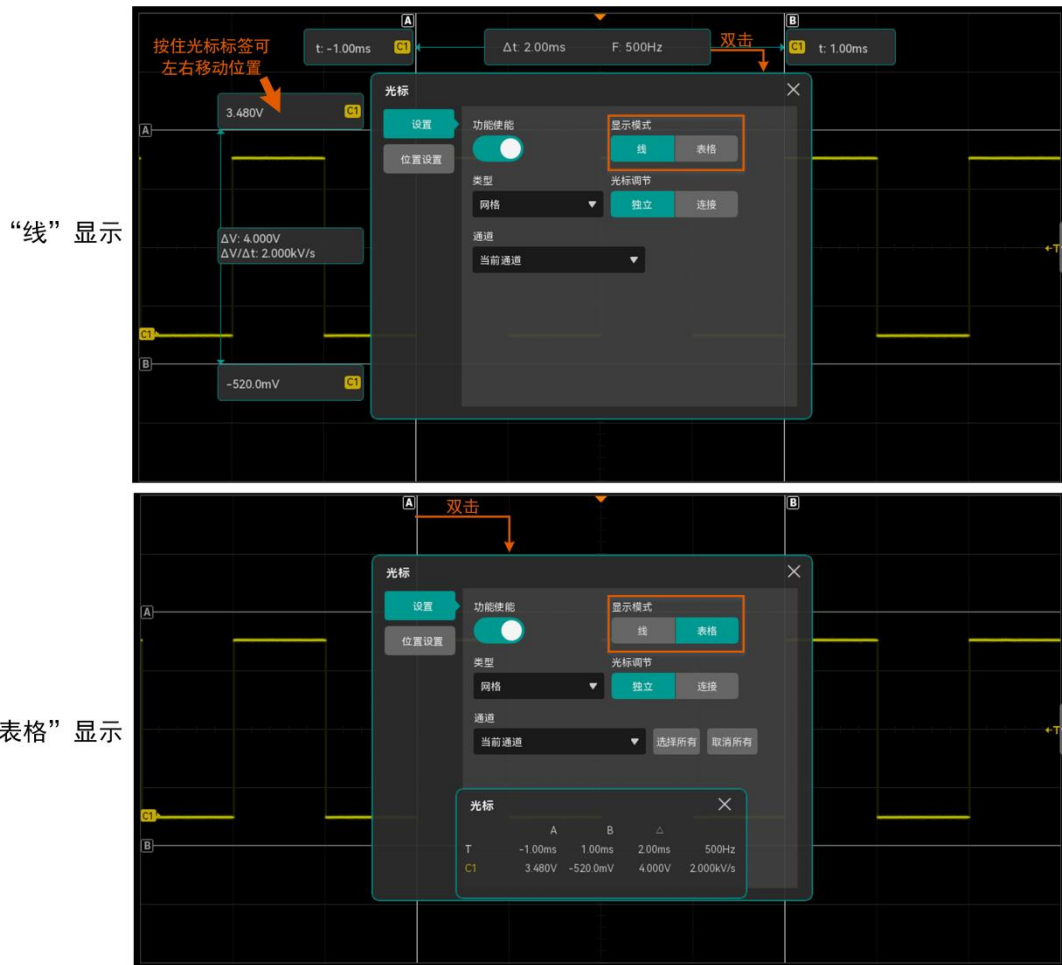 A
B
按住光标标签可
左右移动位置
t: -1.00ms C1
Δt: 2.00ms F: 500Hz
双击
C1 t: 1.00ms
光标
3.480V C1
A
设置
功能使能
显示模式
线 表格
位置设置
类型
光标调节
网格
独立 连接
“线”显示
ΔV: 4.000V
ΔV/Δt: 2.000kV/s
通道
当前通道
T
C1
B
-520.0mV C1
A
双击
B
光标
设置
功能使能
显示模式
A
线 表格
位置设置
类型
光标调节
网格
独立 连接
通道
表格”显示
当前通道
选择所有 取消所有
T
光标
C1
A B △
B
T -1.00ms 1.00ms 2.00ms 500Hz
C1 3.480V -520.0mV 4.000V 2.000kV/s